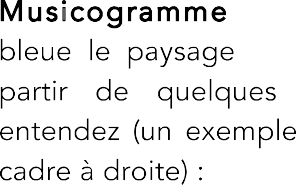 Musicogramme
bleue le paysage
partir de quelques
entendez (un exemple
cadre à droite) :